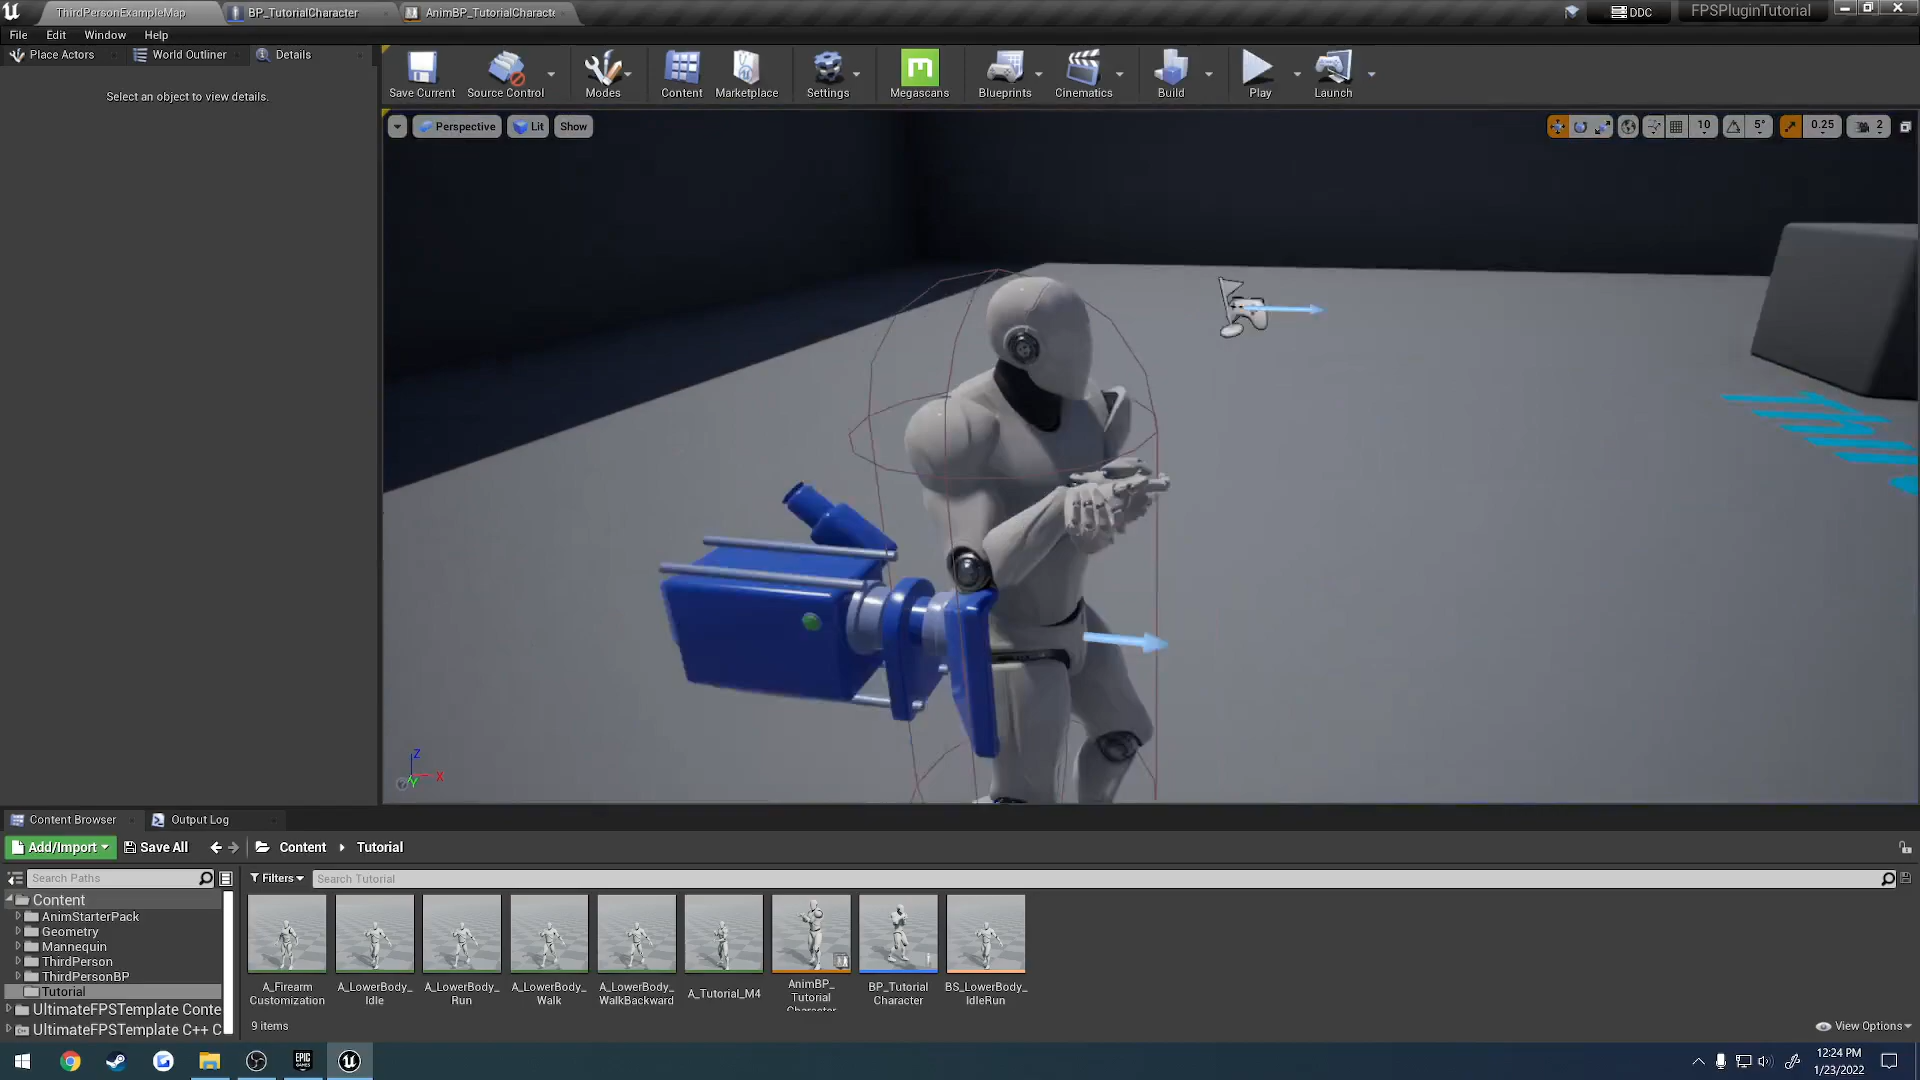 ThirdPersonExampleMap
BP_TutorialCharacter
AnimBP_TutorialCharacte
DDC
FPSPluginTutorial
File
Edit
Window
Help
Place Actors
World Outliner
Details
Select an object to view details.
Save Current
Source Control
Modes
Content
Marketplace
Settings
Megascans
Blueprints
Cinematics
Build
Play
Launch
Perspective
Lit
Show
10
5°
0.25
2
Z
X
Y
Content Browser
Output Log
Add/Import
Save All
Content
Tutorial
Search Paths
Filters
Search Tutorial
Content
AnimStarterPack
Geometry
Mannequin
ThirdPerson
ThirdPersonBP
Tutorial
UltimateFPSTemplate Conte
UltimateFPSTemplate C++ C
A_Firearm
Customization
A_LowerBody_
Idle
A_LowerBody_
Run
A_LowerBody_
Walk
A_LowerBody_
WalkBackward
A_Tutorial_M4
AnimBP_
Tutorial
Character
BP_Tutorial
Character
BS_LowerBody_
IdleRun
9 items
View Options
EPIC
GAMES
12:24 PM
1/23/2022